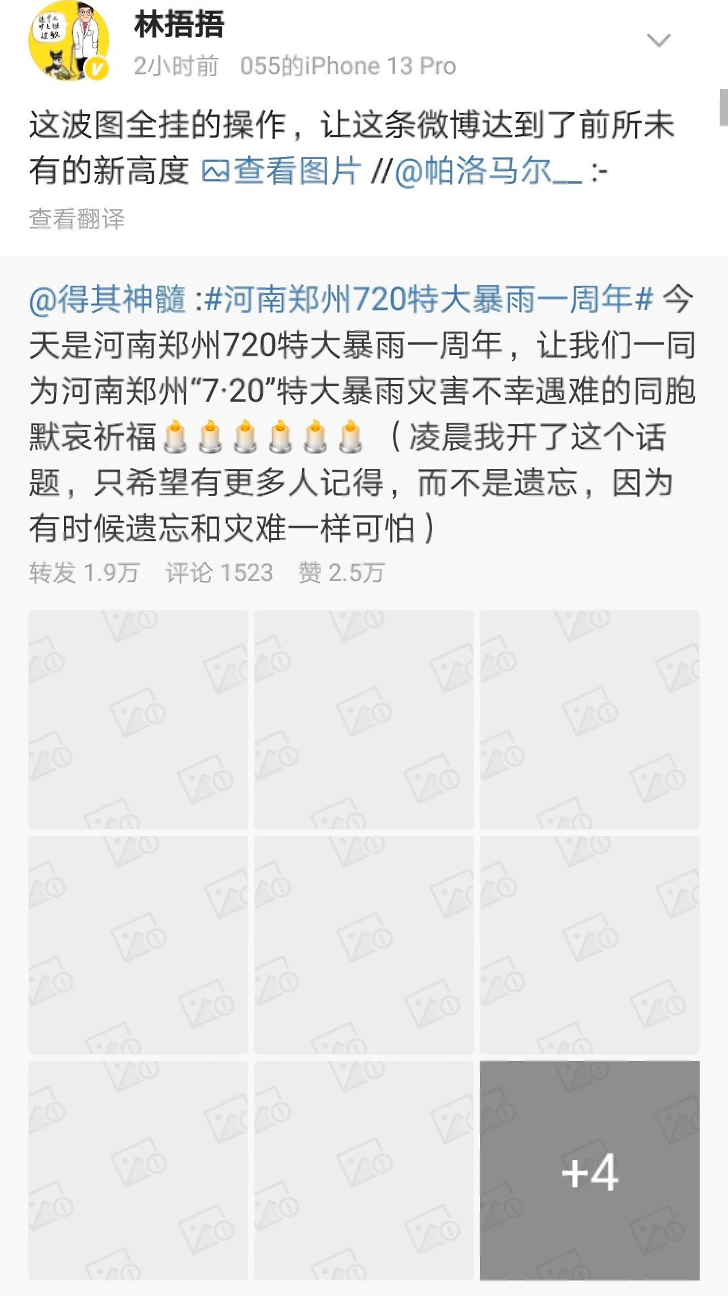 林捂捂
2小时前 055的iPhone 13 Pro
这波图全挂的操作，让这条微博达到了前所未
有的新高度 查看图片 //@帕洛马尔__ :-
查看翻译
@得其神髓 :#河南郑州720特大暴雨一周年# 今
天是河南郑州720特大暴雨一周年，让我们一同
为河南郑州“7·20”特大暴雨灾害不幸遇难的同胞
默哀祈福🕯🕯🕯🕯🕯🕯（凌晨我开了这个话
题，只希望有更多人记得，而不是遗忘，因为
有时候遗忘和灾难一样可怕）
转发 1.9万 评论 1523 赞 2.5万
+4